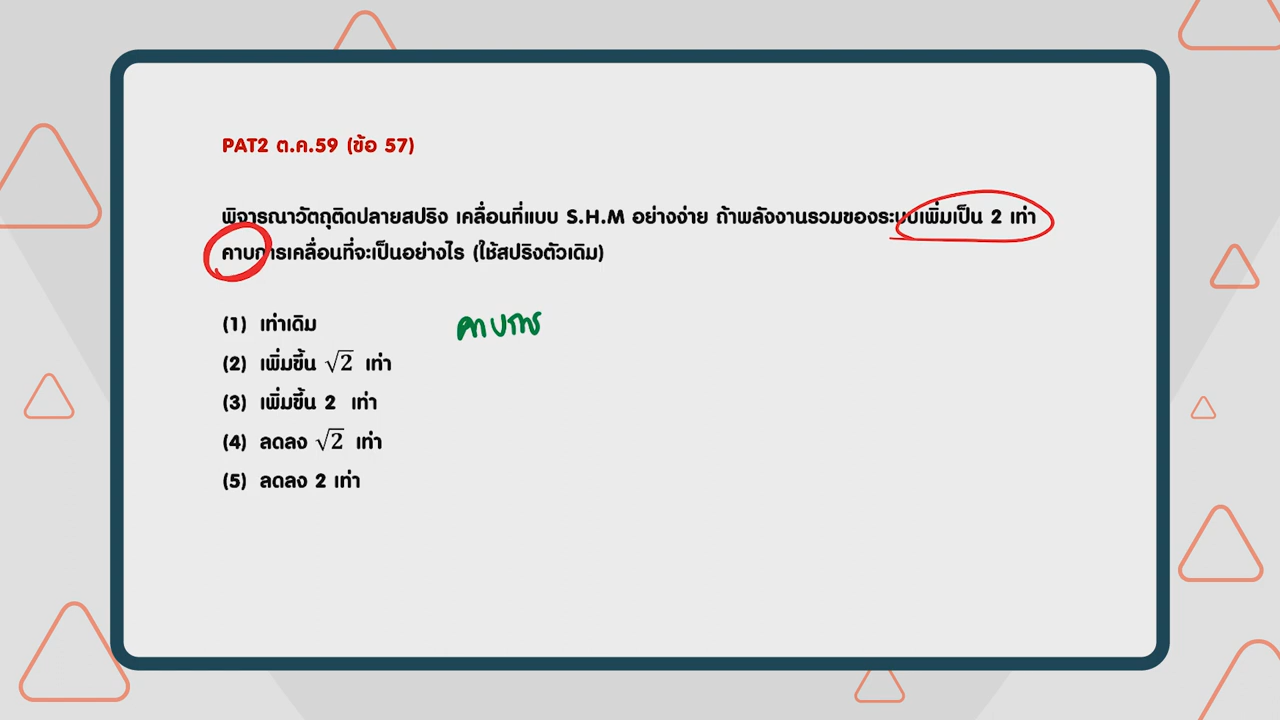 PAT2 ต.ค.59 (ข้อ 57)
พิจารณาวัตถุติดปลายสปริง เคลื่อนที่แบบ S.H.M อย่างง่าย ถ้าพลังงานรวมของระบบเพิ่มเป็น 2 เท่า
คาบการเคลื่อนที่จะเป็นอย่างไร (ใช้สปริงตัวเดิม)
(1) เท่าเดิม
คาบการ
(2) เพิ่มขึ้น √2 เท่า
(3) เพิ่มขึ้น 2 เท่า
(4) ลดลง √2 เท่า
(5) ลดลง 2 เท่า